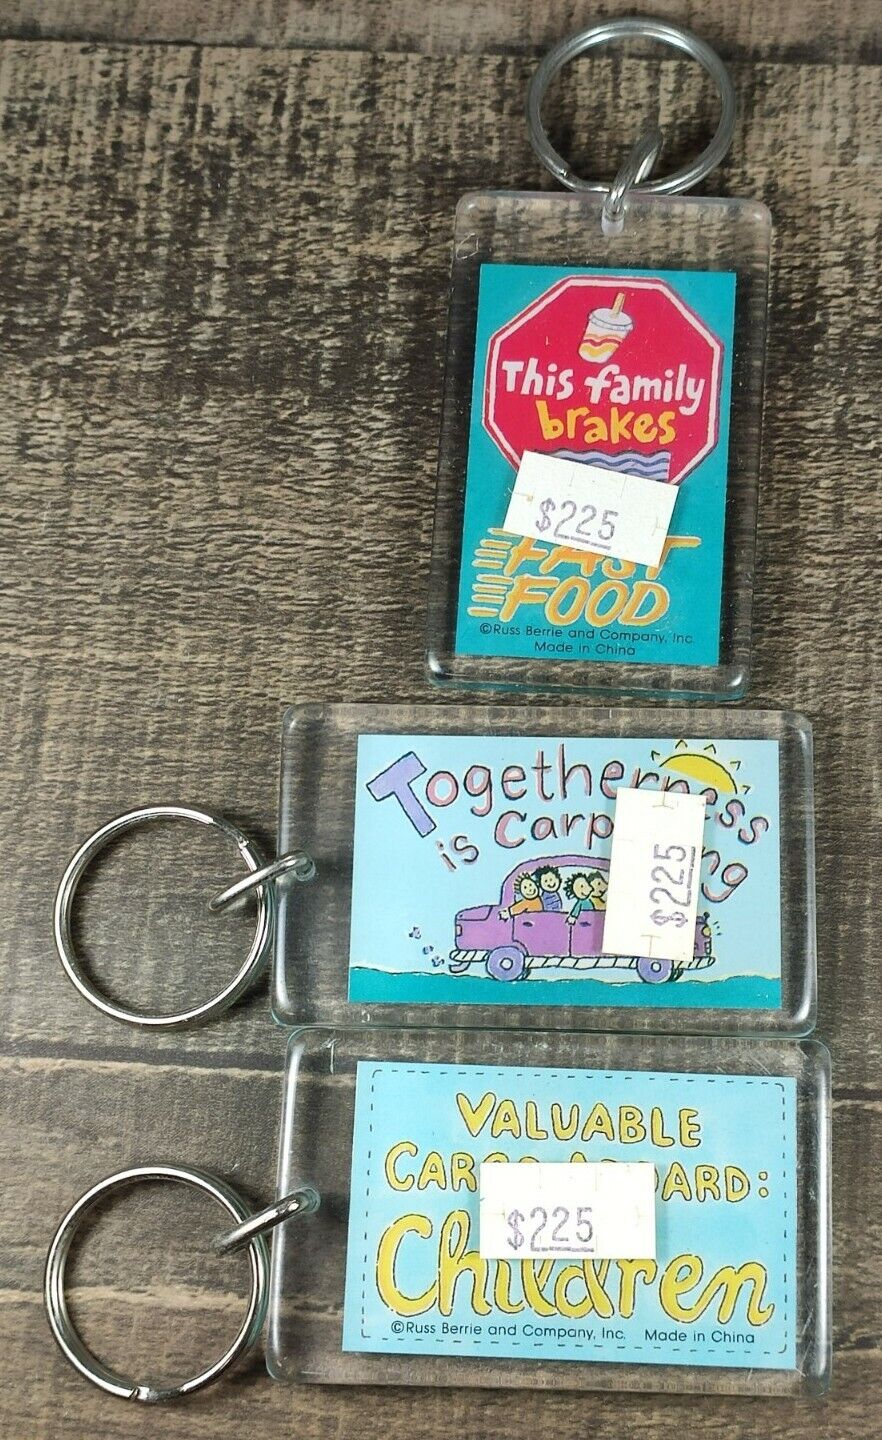 This family
brakes
$225
FAST
FOOD
©Russ Berrie and Company, Inc.
Made in China
Togetherness
is Carpooling
$225
VALUABLE
CARGO ABOARD:
$225
Children
©Russ Berrie and Company, Inc. Made in China